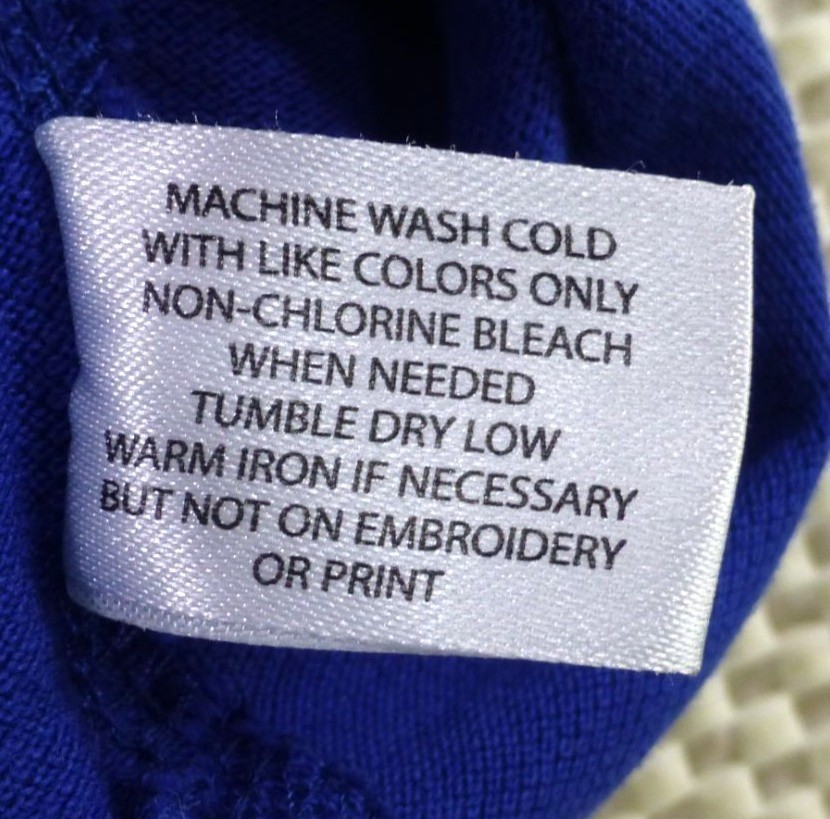 MACHINE WASH COLD
WITH LIKE COLORS ONLY
NON-CHLORINE BLEACH
WHEN NEEDED
TUMBLE DRY LOW
WARM IRON IF NECESSARY
BUT NOT ON EMBROIDERY
OR PRINT